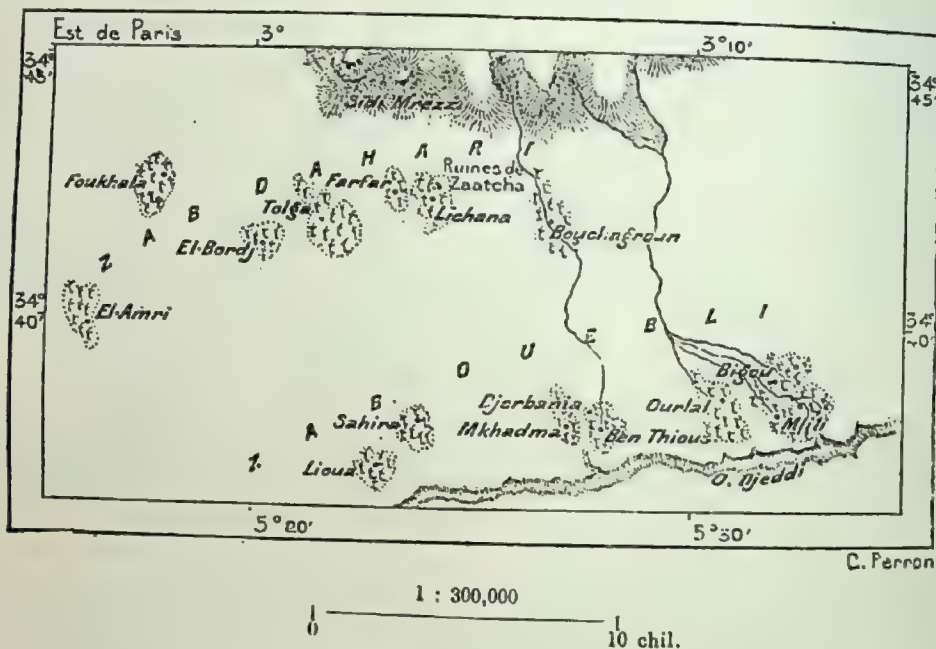 Est de Paris 3° 3°10'
34° 45'
34° 45'
Sidi Mrezzi
Z A B D A H A R I
Foukhala
Tolga
Farfar
Ruines de
Zaatcha
Lichana
El-Bordj
Bouchagroun
El-Amri
34° 40'
34° 40'
Z A B G U E B L I
Bigou
Djerbania
Ourlal
Sahira
Mkhadma
Ben Thious
Mlili
Lioua
O. Djeddi
5° 20' 5° 30'
C. Perron
1 : 300,000
0 10 chil.